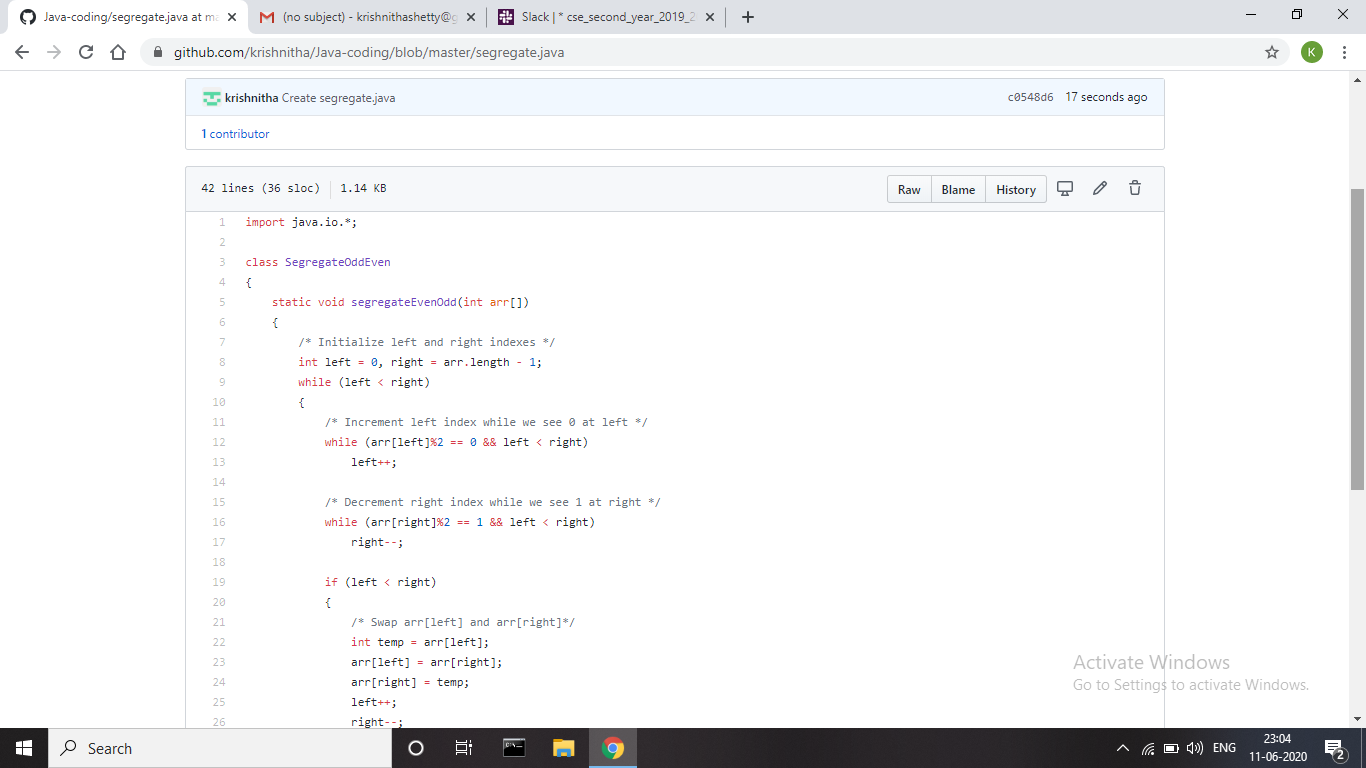 Java-coding/segregate.java at ma
(no subject) - krishnithashetty@g
Slack | * cse_second_year_2019_2
github.com/krishnitha/Java-coding/blob/master/segregate.java
K
krishnitha Create segregate.java
c0548d6 17 seconds ago
1 contributor
42 lines (36 sloc) 1.14 KB
Raw Blame History
1 import java.io.*;
2
3 class SegregateOddEven
4 {
5 static void segregateEvenOdd(int arr[])
6 {
7 /* Initialize left and right indexes */
8 int left = 0, right = arr.length - 1;
9 while (left < right)
10 {
11 /* Increment left index while we see 0 at left */
12 while (arr[left]%2 == 0 && left < right)
13 left++;
14
15 /* Decrement right index while we see 1 at right */
16 while (arr[right]%2 == 1 && left < right)
17 right--;
18
19 if (left < right)
20 {
21 /* Swap arr[left] and arr[right]*/
22 int temp = arr[left];
23 arr[left] = arr[right];
24 arr[right] = temp;
25 left++;
26 right--;
Activate Windows
Go to Settings to activate Windows.
Search
ENG
23:04
11-06-2020
2